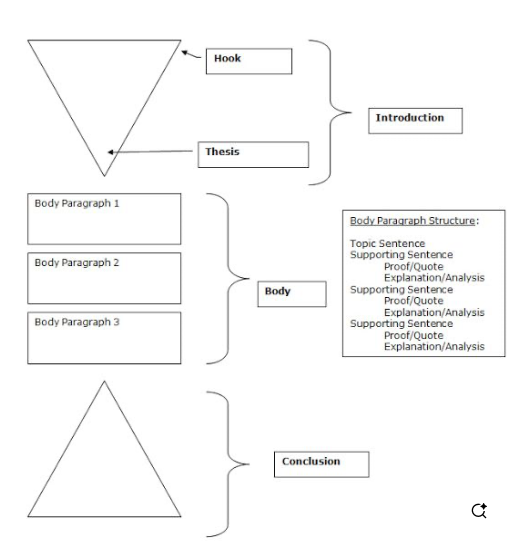 Hook
Introduction
Thesis
Body Paragraph 1
Body Paragraph 2
Body Paragraph 3
Body
Body Paragraph Structure:
Topic Sentence
Supporting Sentence
Proof/Quote
Explanation/Analysis
Supporting Sentence
Proof/Quote
Explanation/Analysis
Supporting Sentence
Proof/Quote
Explanation/Analysis
Conclusion